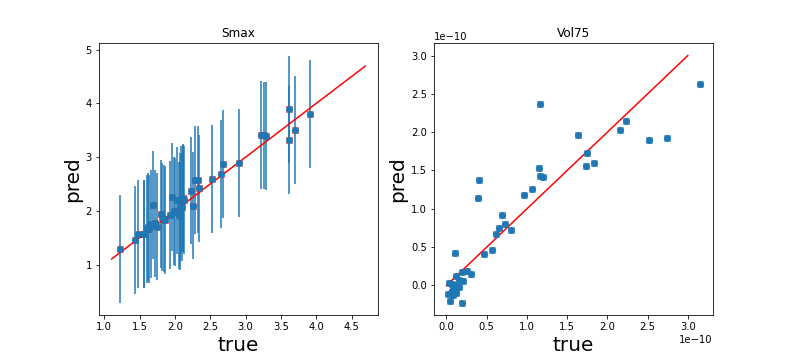 Smax
pred
5
4
3
2
1
1.0 1.5 2.0 2.5 3.0 3.5 4.0 4.5
true
Vol75
1e−10
pred
3.0
2.5
2.0
1.5
1.0
0.5
0.0
0.0 0.5 1.0 1.5 2.0 2.5 3.0
1e−10
true